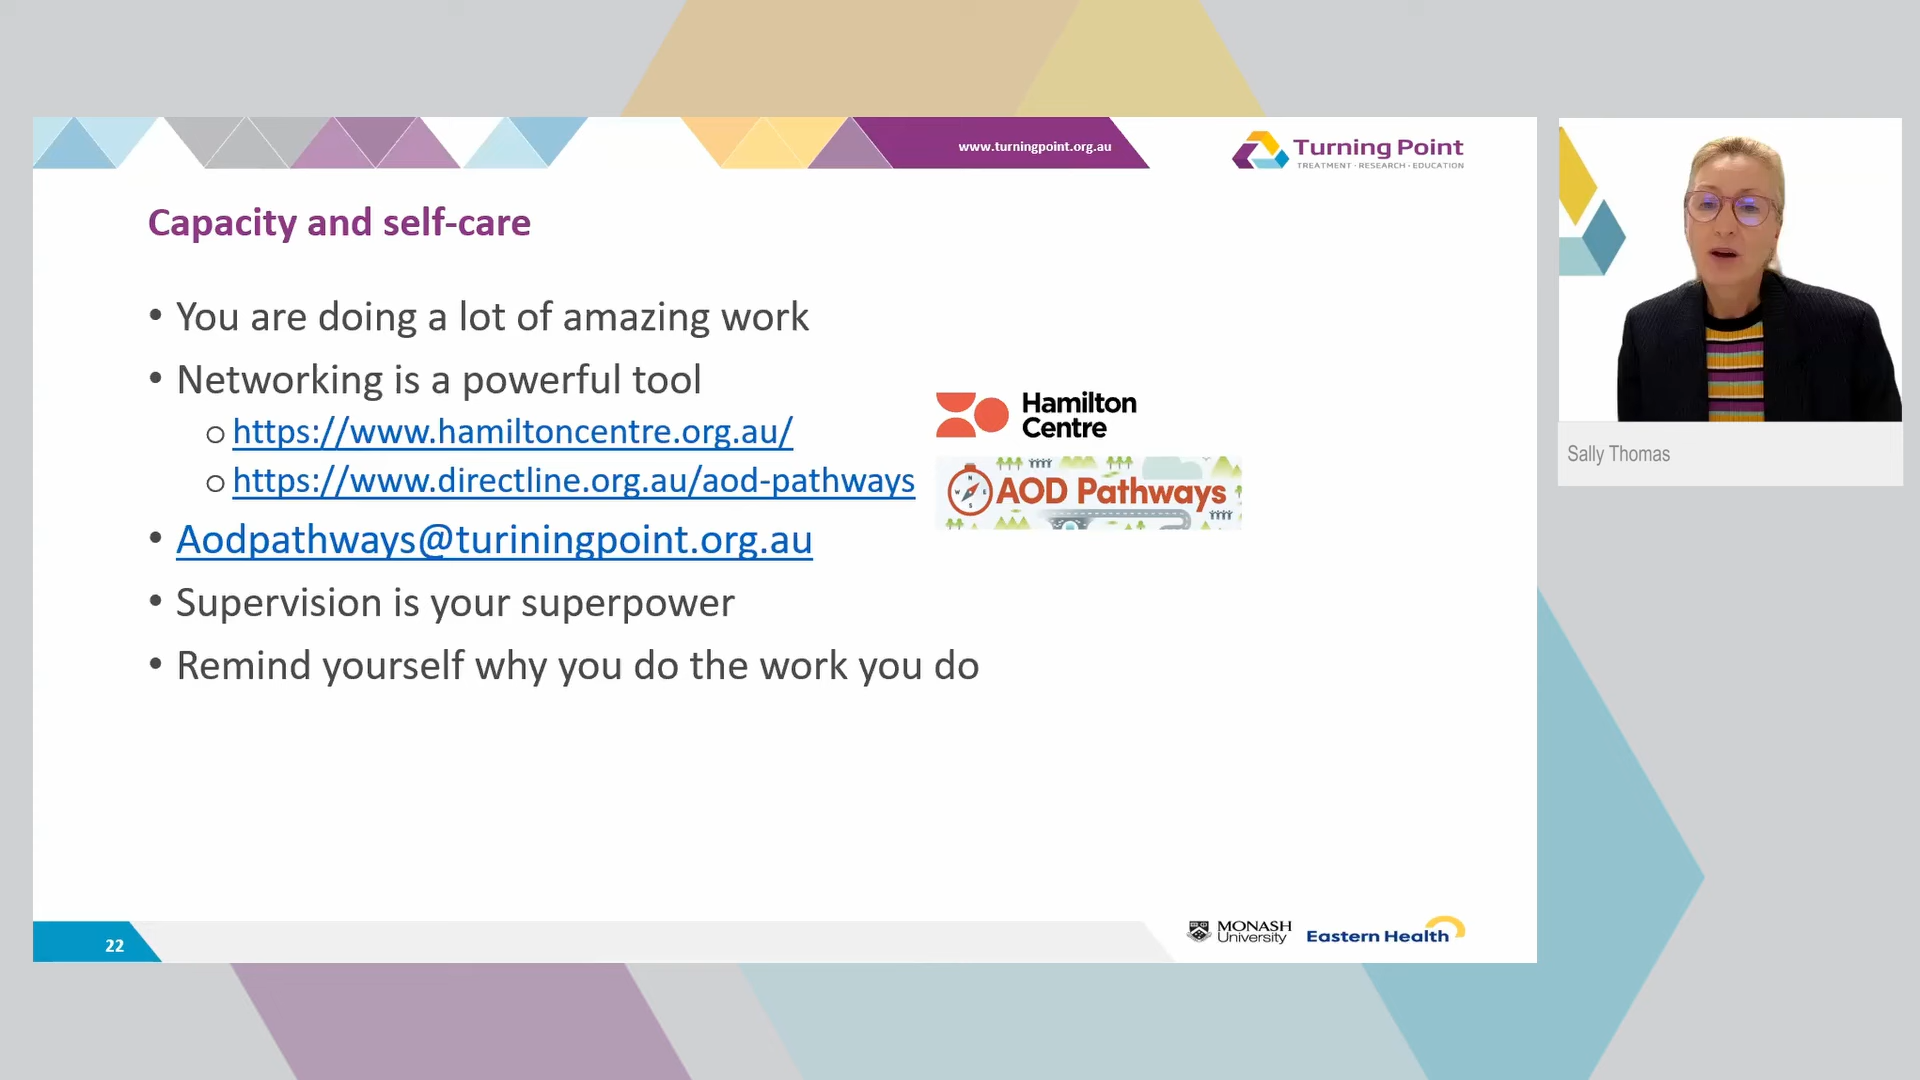 www.turningpoint.org.au
Turning Point
TREATMENT · RESEARCH · EDUCATION
Capacity and self-care
• You are doing a lot of amazing work
• Networking is a powerful tool
o https://www.hamiltoncentre.org.au/
o https://www.directline.org.au/aod-pathways
Hamilton
Centre
N
W E
S
AOD Pathways
• Aodpathways@turiningpoint.org.au
• Supervision is your superpower
• Remind yourself why you do the work you do
Sally Thomas
22
MONASH
University
Eastern Health